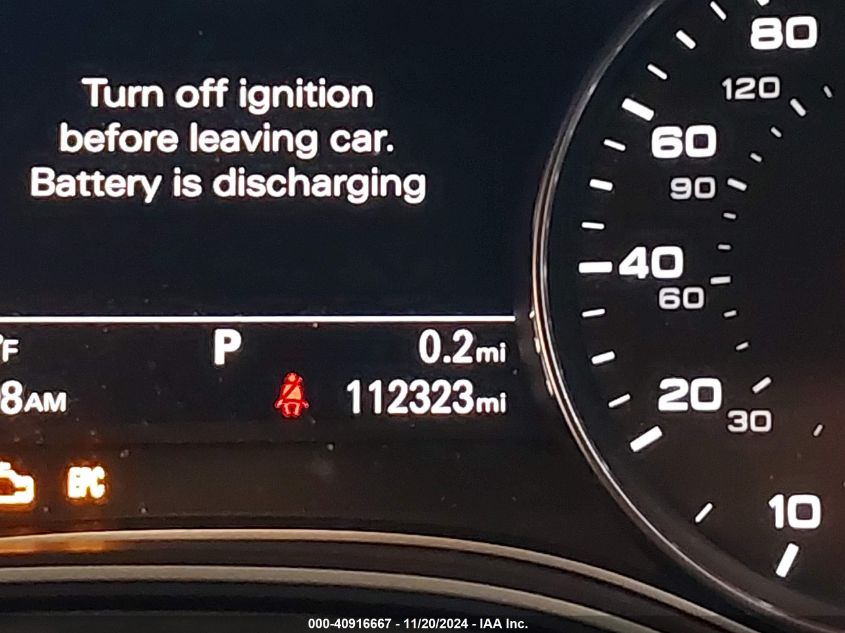 Turn off ignition
before leaving car.
Battery is discharging
°F P 0.2mi
8AM 112323mi
EPC
80
120
60
90
40
60
20
30
10
000-40916667 - 11/20/2024 - IAA Inc.